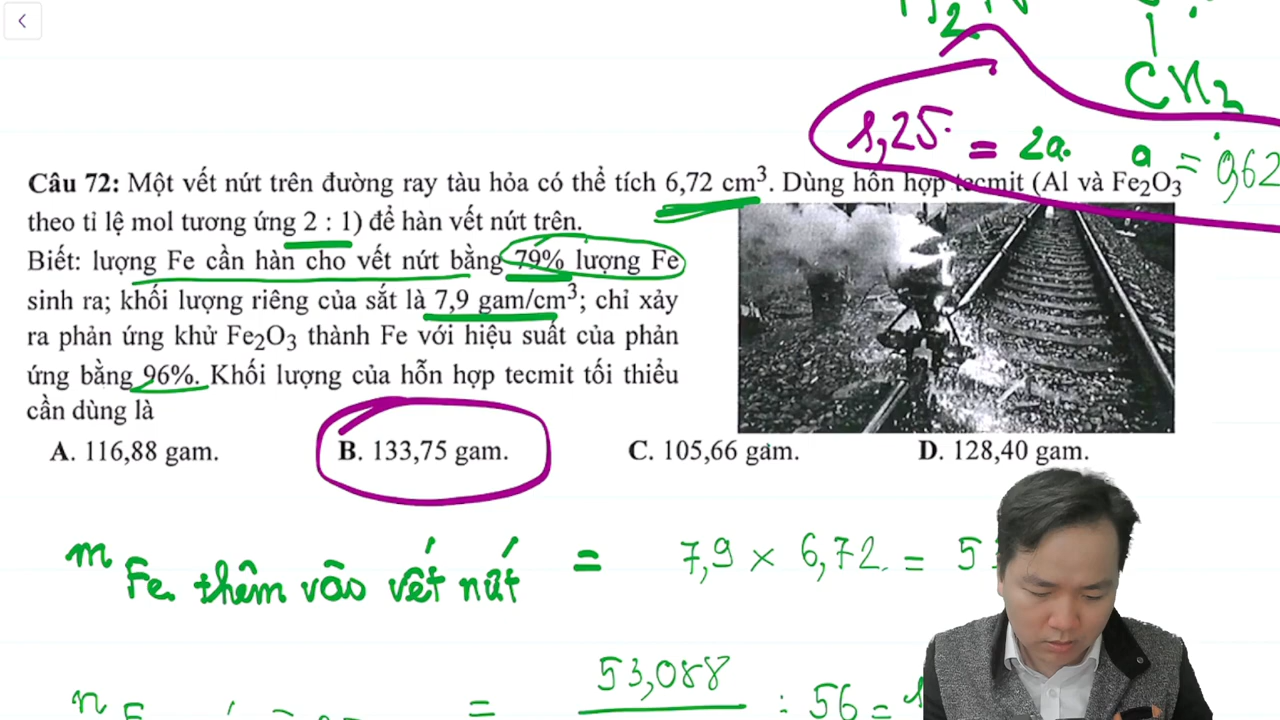 CH2
1,25 = 2a. a = 0,62
Câu 72: Một vết nứt trên đường ray tàu hỏa có thể tích 6,72 cm³. Dùng hỗn hợp tecmit (Al và Fe2O3
theo tỉ lệ mol tương ứng 2 : 1) để hàn vết nứt trên.
Biết: lượng Fe cần hàn cho vết nứt bằng 79% lượng Fe
sinh ra; khối lượng riêng của sắt là 7,9 gam/cm³; chỉ xảy
ra phản ứng khử Fe2O3 thành Fe với hiệu suất của phản
ứng bằng 96%. Khối lượng của hỗn hợp tecmit tối thiểu
cần dùng là
A. 116,88 gam. B. 133,75 gam. C. 105,66 gam. D. 128,40 gam.
m Fe thêm vào vết nứt = 7,9 × 6,72 = 5
53,088
n = : 56 =